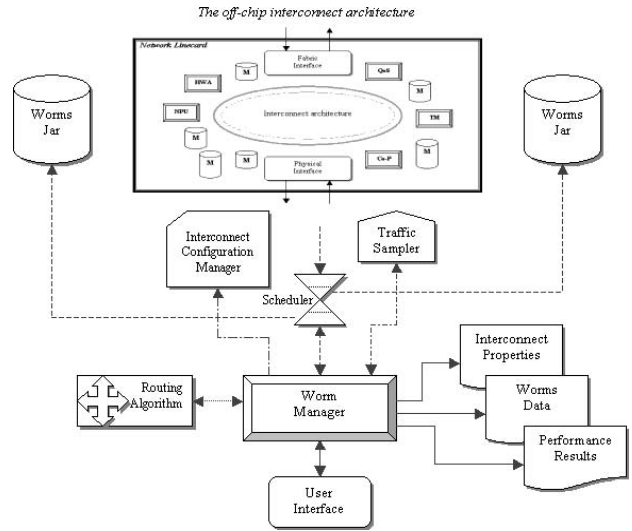 The off-chip interconnect architecture
Network Linecard
Fabric
Interface
M
QoS
HWA
M
Worms
Jar
NPU
Interconnect architecture
TM
Worms
Jar
M
M
M
M
Physical
Interface
Co-P
Interconnect
Configuration
Manager
Traffic
Sampler
Scheduler
Interconnect
Properties
Routing
Algorithm
Worm
Manager
Worms
Data
Performance
Results
User
Interface